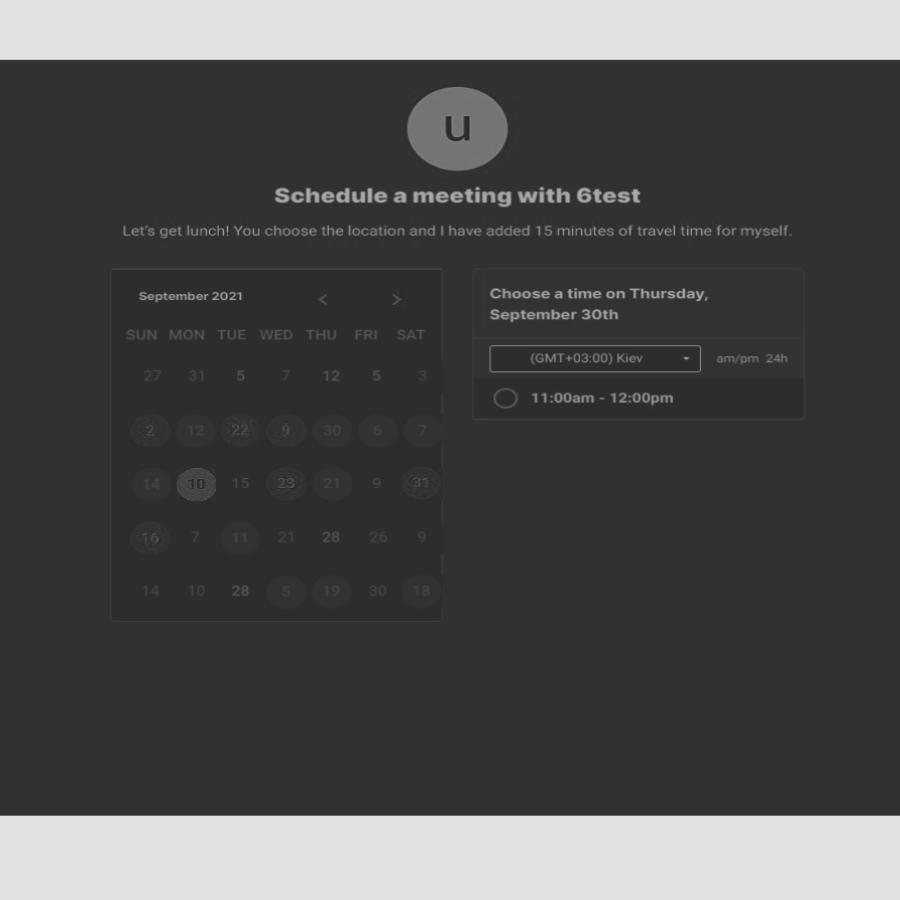 u
Schedule a meeting with 6test
Let's get lunch! You choose the location and I have added 15 minutes of travel time for myself.
September 2021 < >
SUN MON TUE WED THU FRI SAT
27 31 5 7 12 5 3
2 12 22 9 30 6 7
14 10 15 23 21 9 31
16 7 11 21 28 26 9
14 10 28 5 19 30 18
Choose a time on Thursday,
September 30th
(GMT+03:00) Kiev am/pm 24h
11:00am - 12:00pm